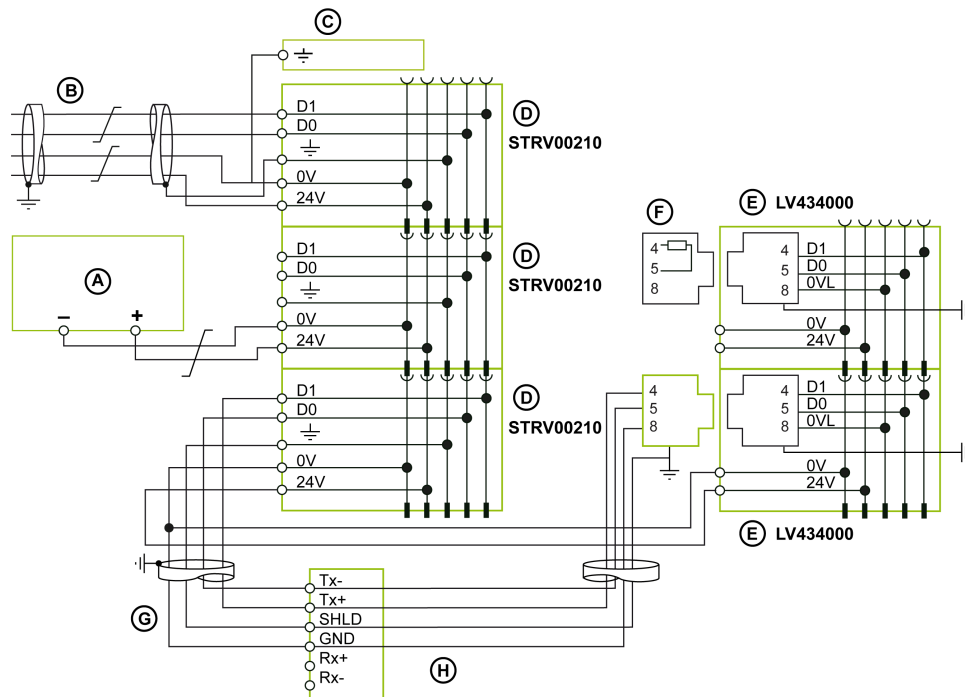 C
B
D1
D0
0V
24V
D
STRV00210
A
− +
D1
D0
0V
24V
D
STRV00210
D1
D0
0V
24V
D
STRV00210
F
4
5
8
E LV434000
4 D1
5 D0
8 0VL
0V
24V
4
5
8
4 D1
5 D0
8 0VL
0V
24V
E LV434000
G
Tx-
Tx+
SHLD
GND
Rx+
Rx-
H